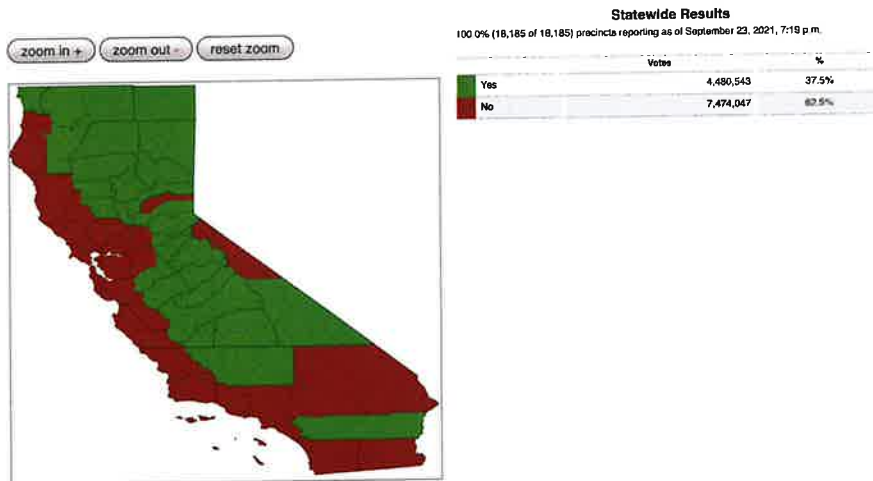 zoom in +
zoom out -
reset zoom
Statewide Results
100.0% (18,185 of 18,185) precincts reporting as of September 23, 2021, 7:19 p.m.
Votes %
Yes 4,480,543 37.5%
No 7,474,047 62.5%